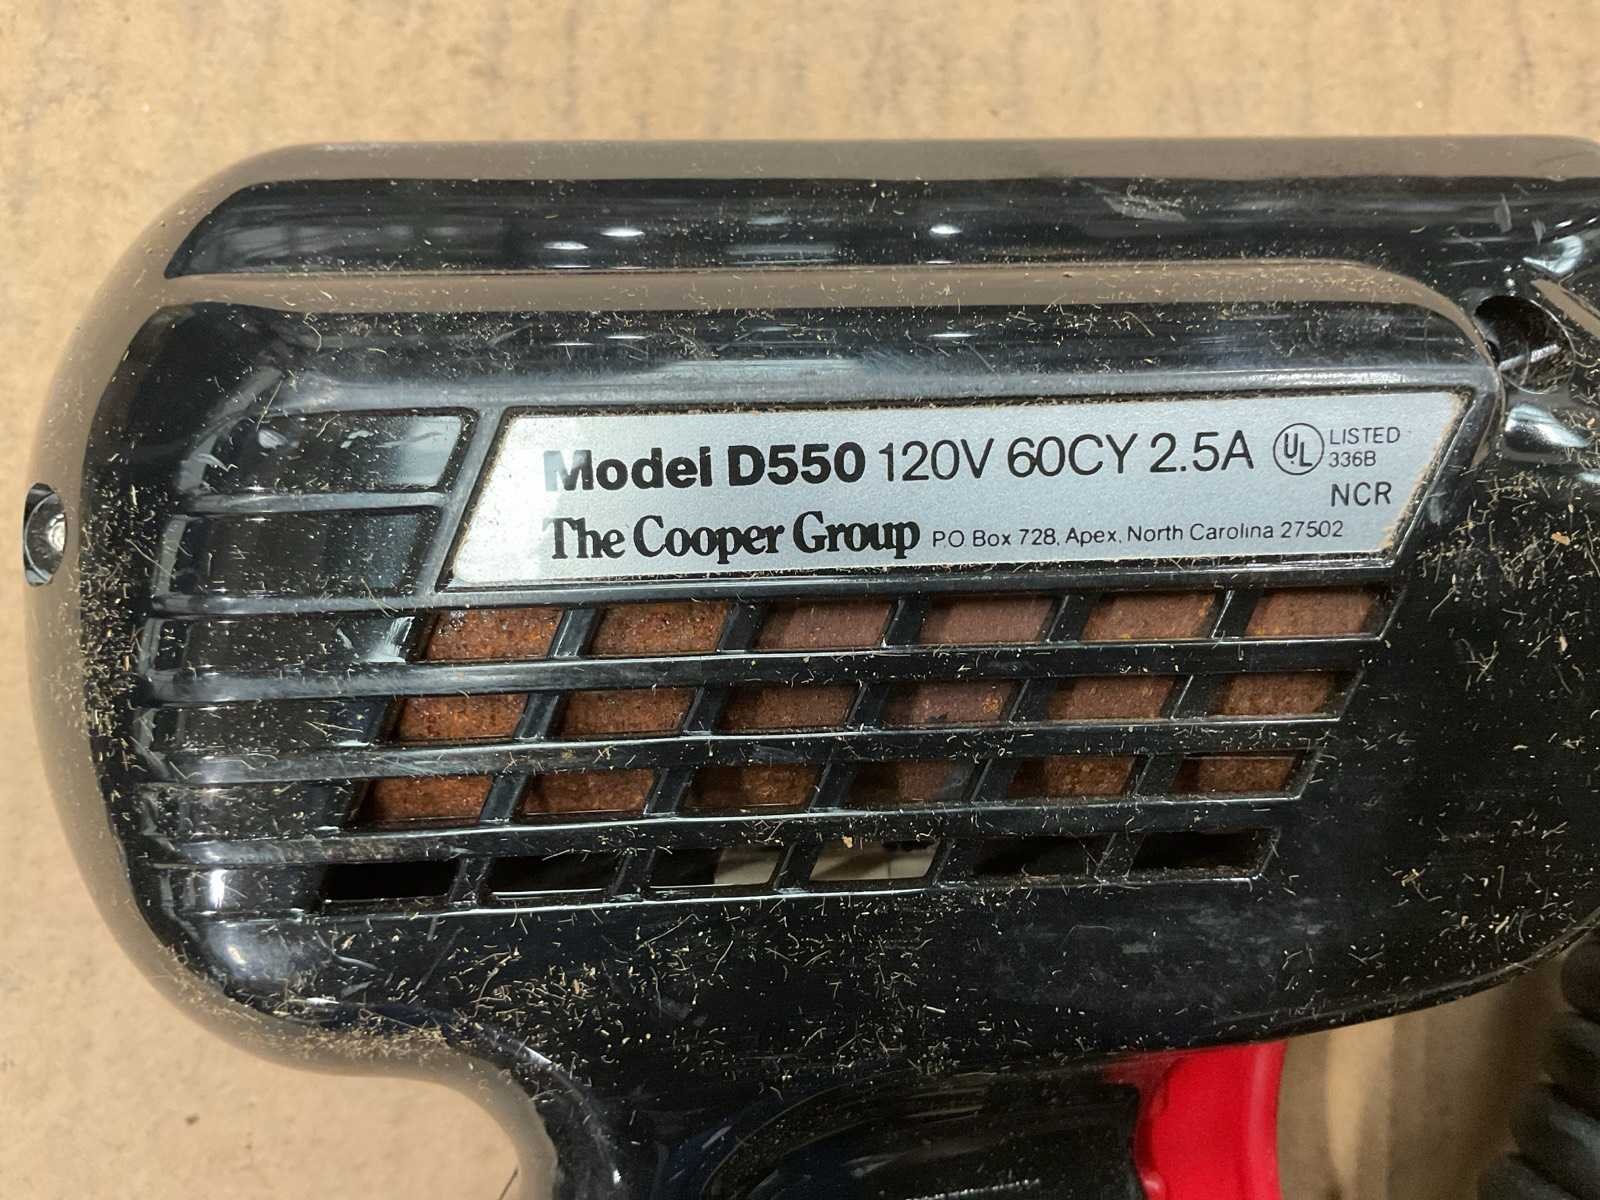 Model D550 120V 60CY 2.5A UL LISTED 336B
NCR
The Cooper Group P.O Box 728, Apex, North Carolina 27502